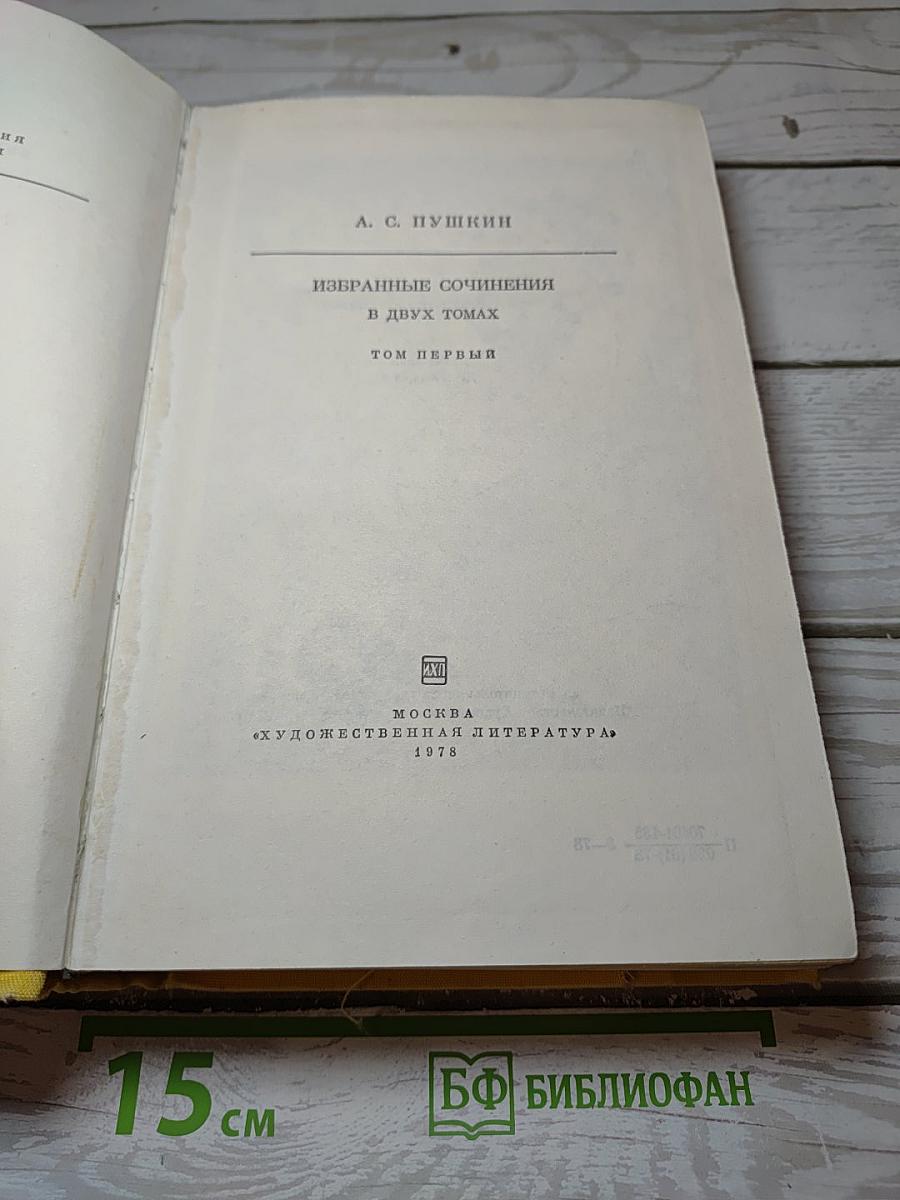 А. С. ПУШКИН
ИЗБРАННЫЕ СОЧИНЕНИЯ
В ДВУХ ТОМАХ
ТОМ ПЕРВЫЙ
ИХЛ
МОСКВА
«ХУДОЖЕСТВЕННАЯ ЛИТЕРАТУРА»
1978
15 СМ
БФ БИБЛИОФАН